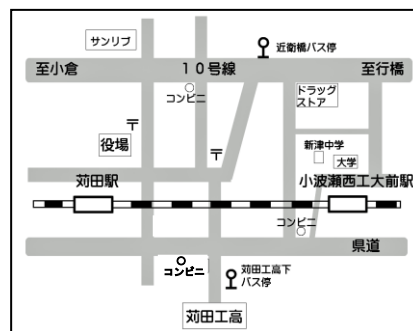 サンリブ
近衛橋バス停
至小倉
10号線
至行橋
コンビニ
ドラッグ
ストア
〒
役場
〒
新津中学
大学
苅田駅
小波瀬西工大前駅
コンビニ
県道
コンビニ
苅田工高下
バス停
苅田工高